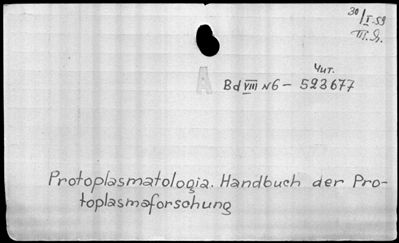 30/I-59
Чит.
Bd VIII N6 - 523677
Protoplasmatologia. Handbuch der Pro-
toplasmaforschung